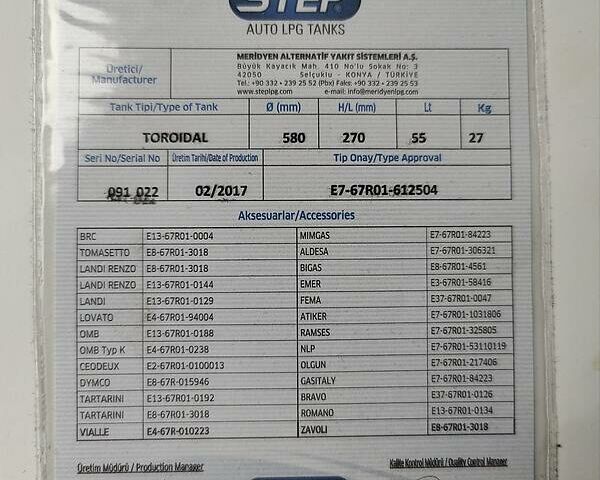 STEP
AUTO LPG TANKS
Üretici/
Manufacturer
MERİDYEN ALTERNATİF YAKIT SİSTEMLERİ A.Ş.
Büyük Kayacık Mah. 410 No'lu Sokak No: 3
42050 Selçuklu - KONYA / TÜRKİYE
Tel.: +90 332 • 239 25 52 (Pbx) Faks: +90 332 • 239 25 53
www.steplpg.com e-mail: info@meridyenlpg.com
Tank Tipi/Type of Tank Ø (mm) H/L (mm) Lt Kg
TOROIDAL 580 270 55 27
Seri No/Serial No Üretim Tarihi/Date of Production Tip Onay/Type Approval
091 022 02/2017 E7-67R01-612504
Aksesuarlar/Accessories
BRC E13-67R01-0004 MIMGAS E7-67R01-84223
TOMASETTO E8-67R01-3018 ALDESA E7-67R01-306321
LANDI RENZO E8-67R01-3018 BIGAS E8-67R01-4561
LANDI RENZO E13-67R01-0144 EMER E3-67R01-58416
LANDI E13-67R01-0129 FEMA E37-67R01-0047
LOVATO E4-67R01-94004 ATIKER E7-67R01-1031806
OMB E13-67R01-0188 RAMSES E7-67R01-325805
OMB Typ K E4-67R01-0238 NLP E7-67R01-53110119
CEODEUX E2-67R01-0100013 OLGUN E7-67R01-217406
DYMCO E8-67R-015946 GASITALY E7-67R01-84223
TARTARINI E13-67R01-0192 BRAVO E37-67R01-0126
TARTARINI E8-67R01-3018 ROMANO E13-67R01-0134
VIALLE E4-67R-010223 ZAVOLI E8-67R01-3018
Üretim Müdürü / Production Manager Kalite Kontrol Müdürü / Quality Control Manager